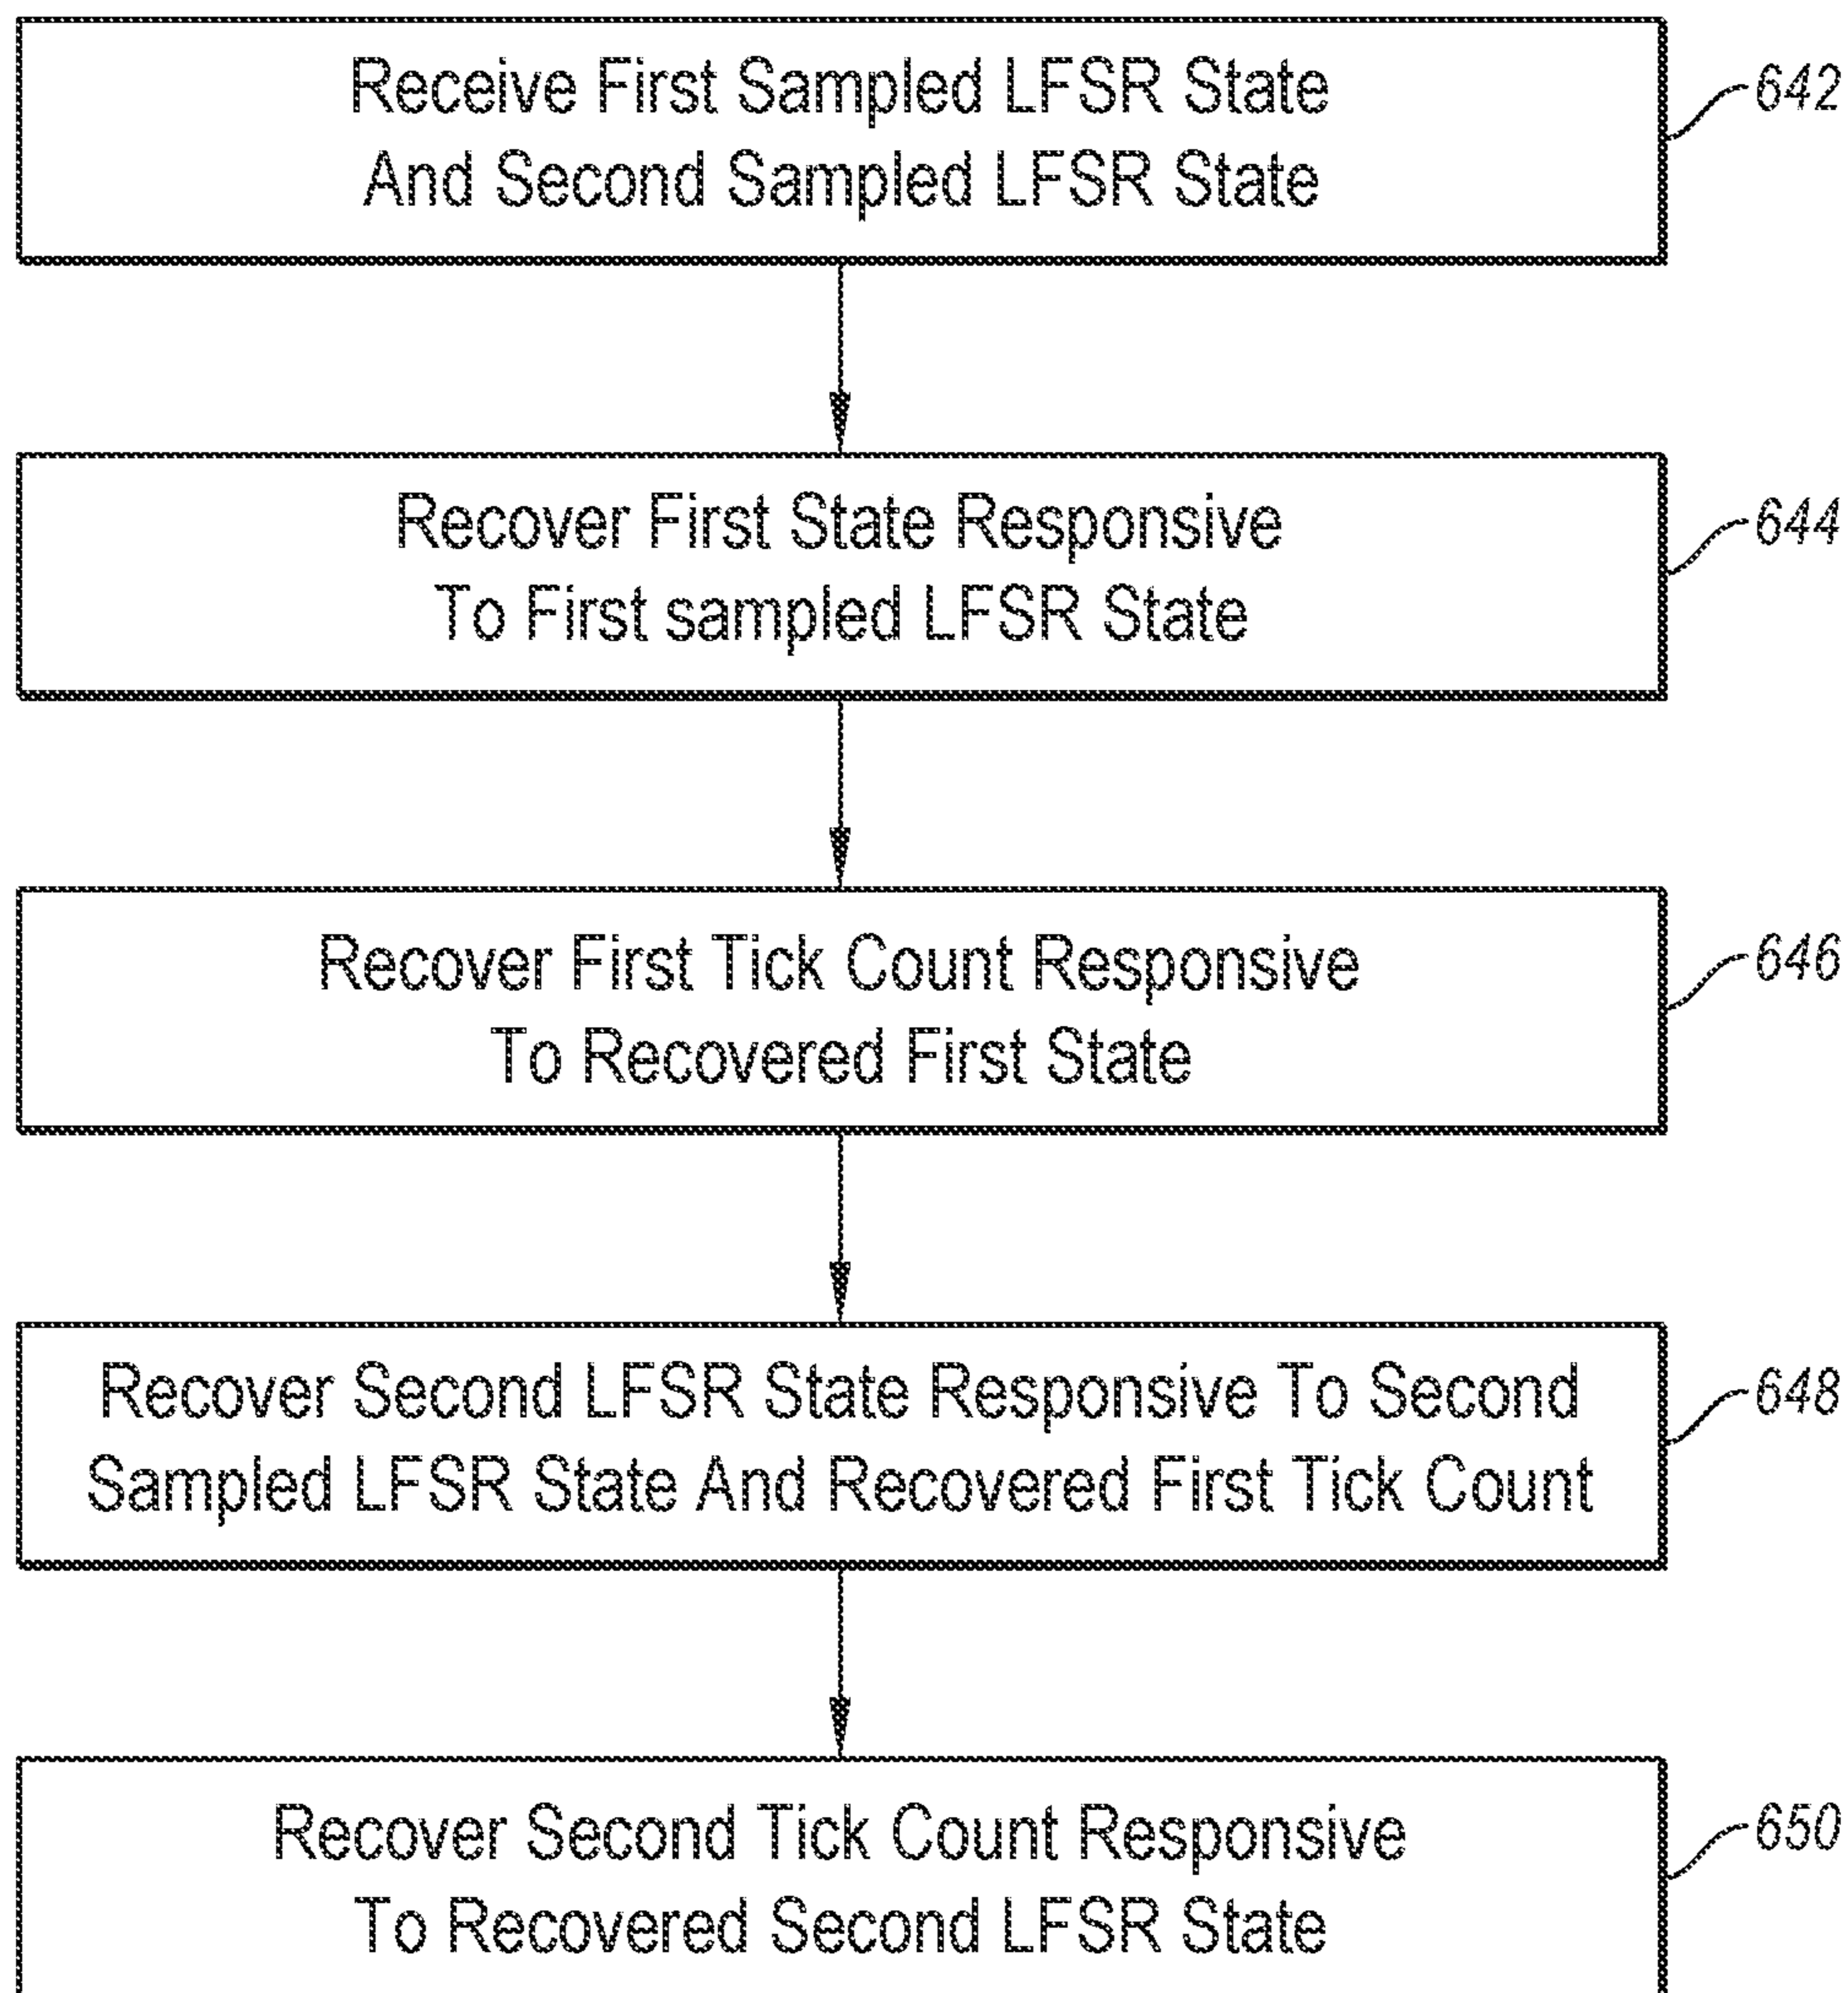 Receive First Sampled LFSR State
And Second Sampled LFSR State
642
Recover First State Responsive
To First sampled LFSR State
644
Recover First Tick Count Responsive
To Recovered First State
646
Recover Second LFSR State Responsive To Second
Sampled LFSR State And Recovered First Tick Count
648
Recover Second Tick Count Responsive
To Recovered Second LFSR State
650